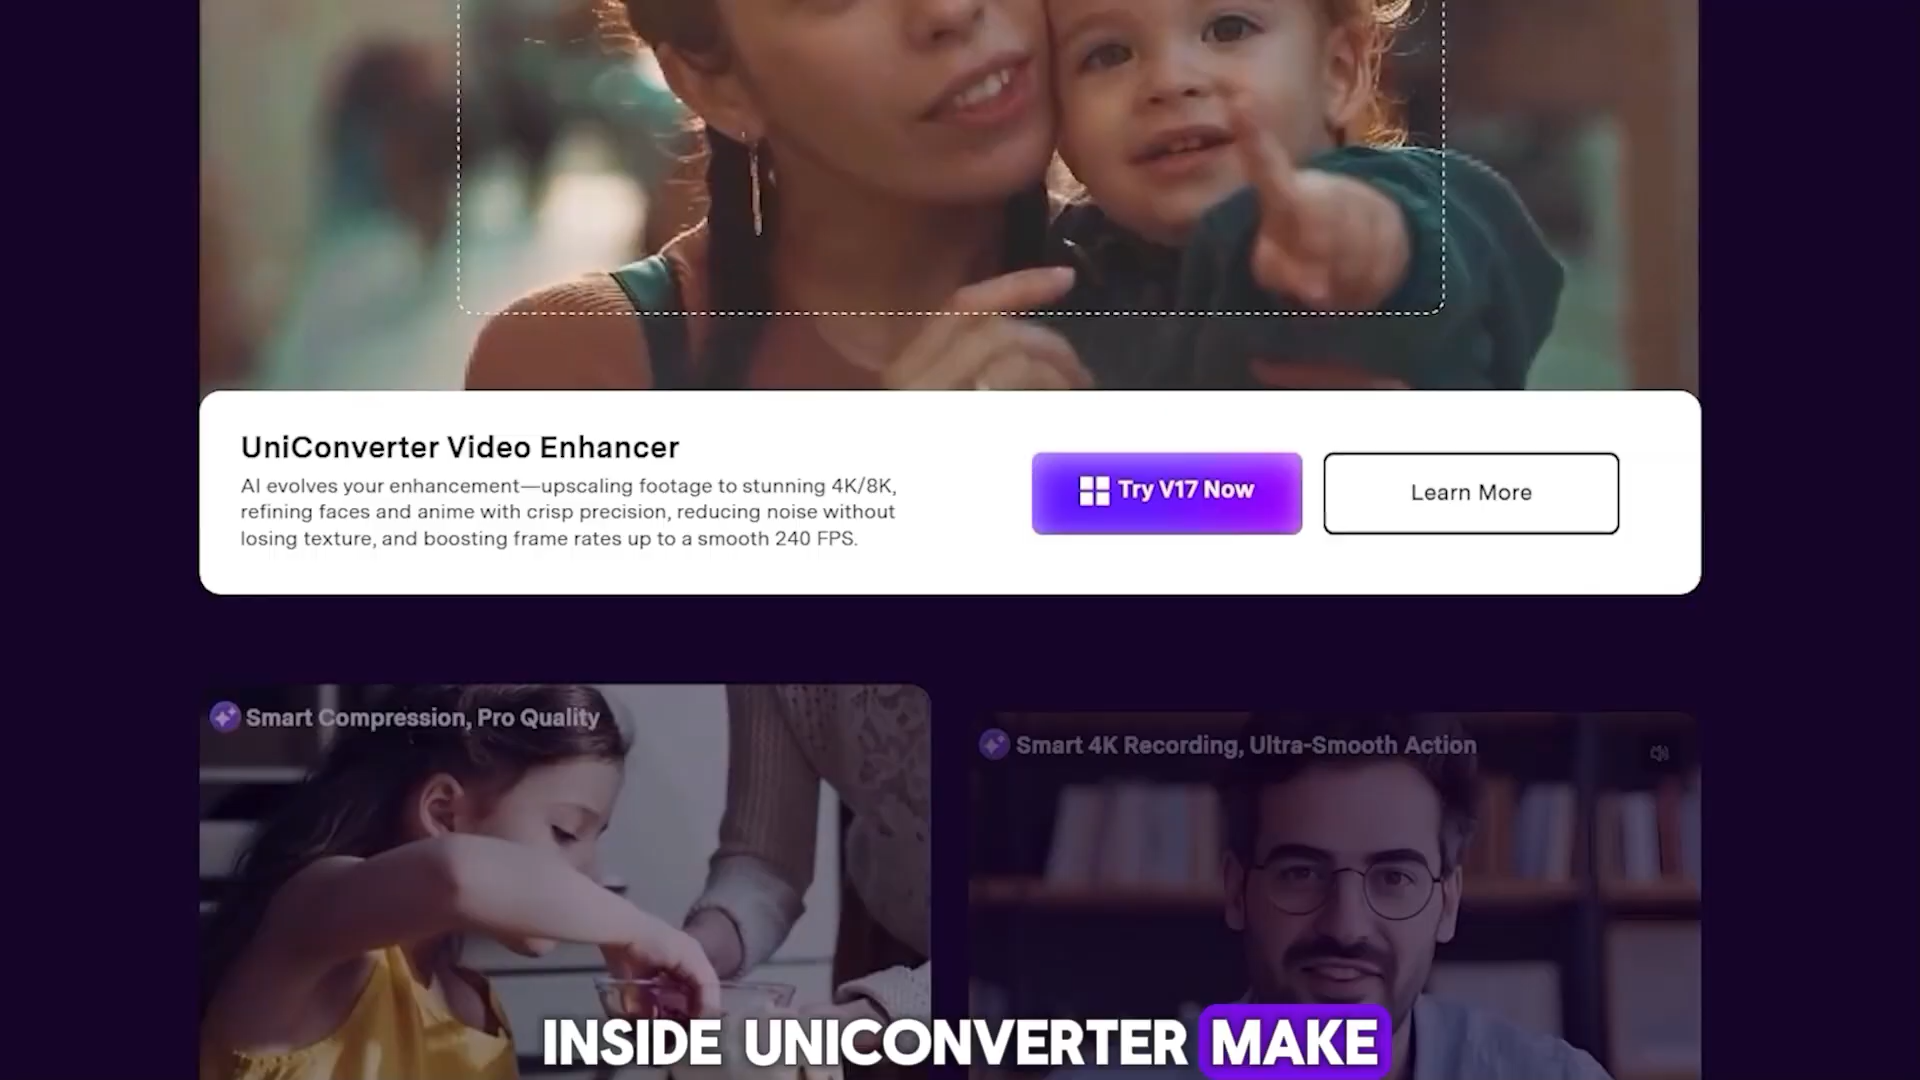 UniConverter Video Enhancer
AI evolves your enhancement—upscaling footage to stunning 4K/8K,
refining faces and anime with crisp precision, reducing noise without
losing texture, and boosting frame rates up to a smooth 240 FPS.
Try V17 Now
Learn More
Smart Compression, Pro Quality
Smart 4K Recording, Ultra-Smooth Action
INSIDE UNICONVERTER MAKE